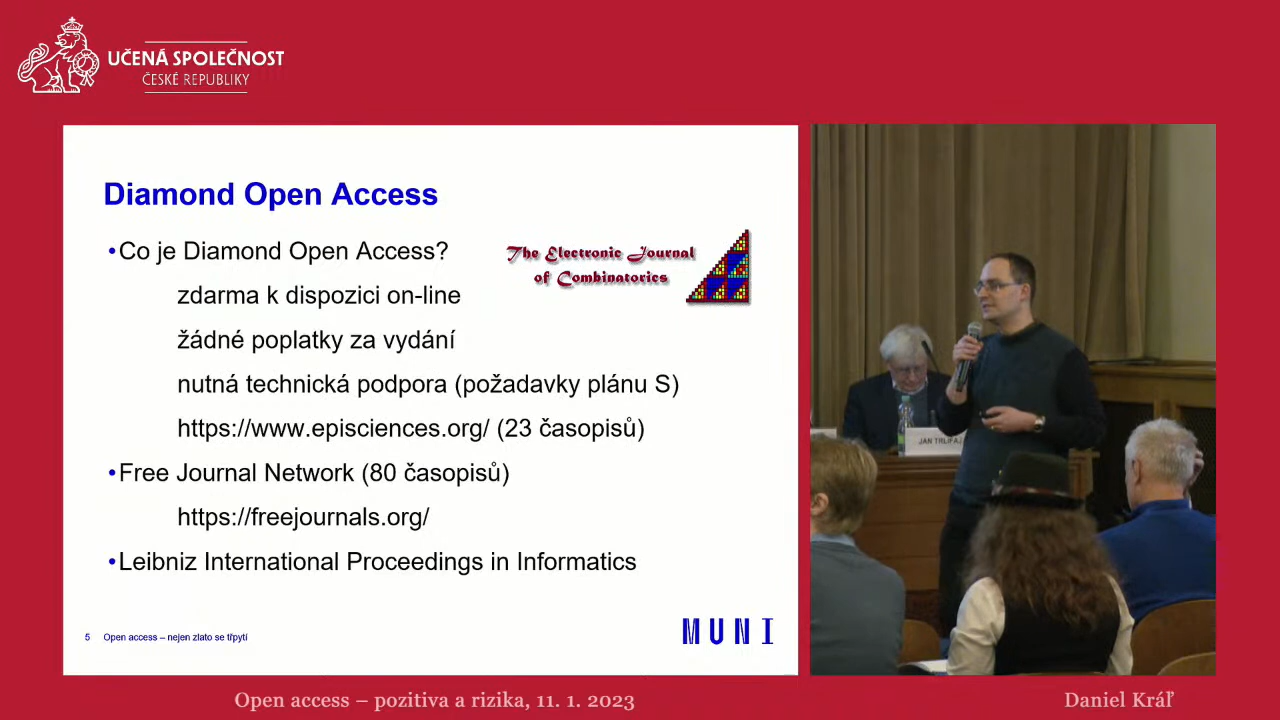 UČENÁ SPOLEČNOST
ČESKÉ REPUBLIKY
Diamond Open Access
•Co je Diamond Open Access?
The Electronic Journal
of Combinatorics
zdarma k dispozici on-line
žádné poplatky za vydání
nutná technická podpora (požadavky plánu S)
https://www.episciences.org/ (23 časopisů)
•Free Journal Network (80 časopisů)
https://freejournals.org/
•Leibniz International Proceedings in Informatics
5 Open access – nejen zlato se třpytí
MUNI
JAN TRLIFAJ
Open access – pozitiva a rizika, 11. 1. 2023
Daniel Kráľ